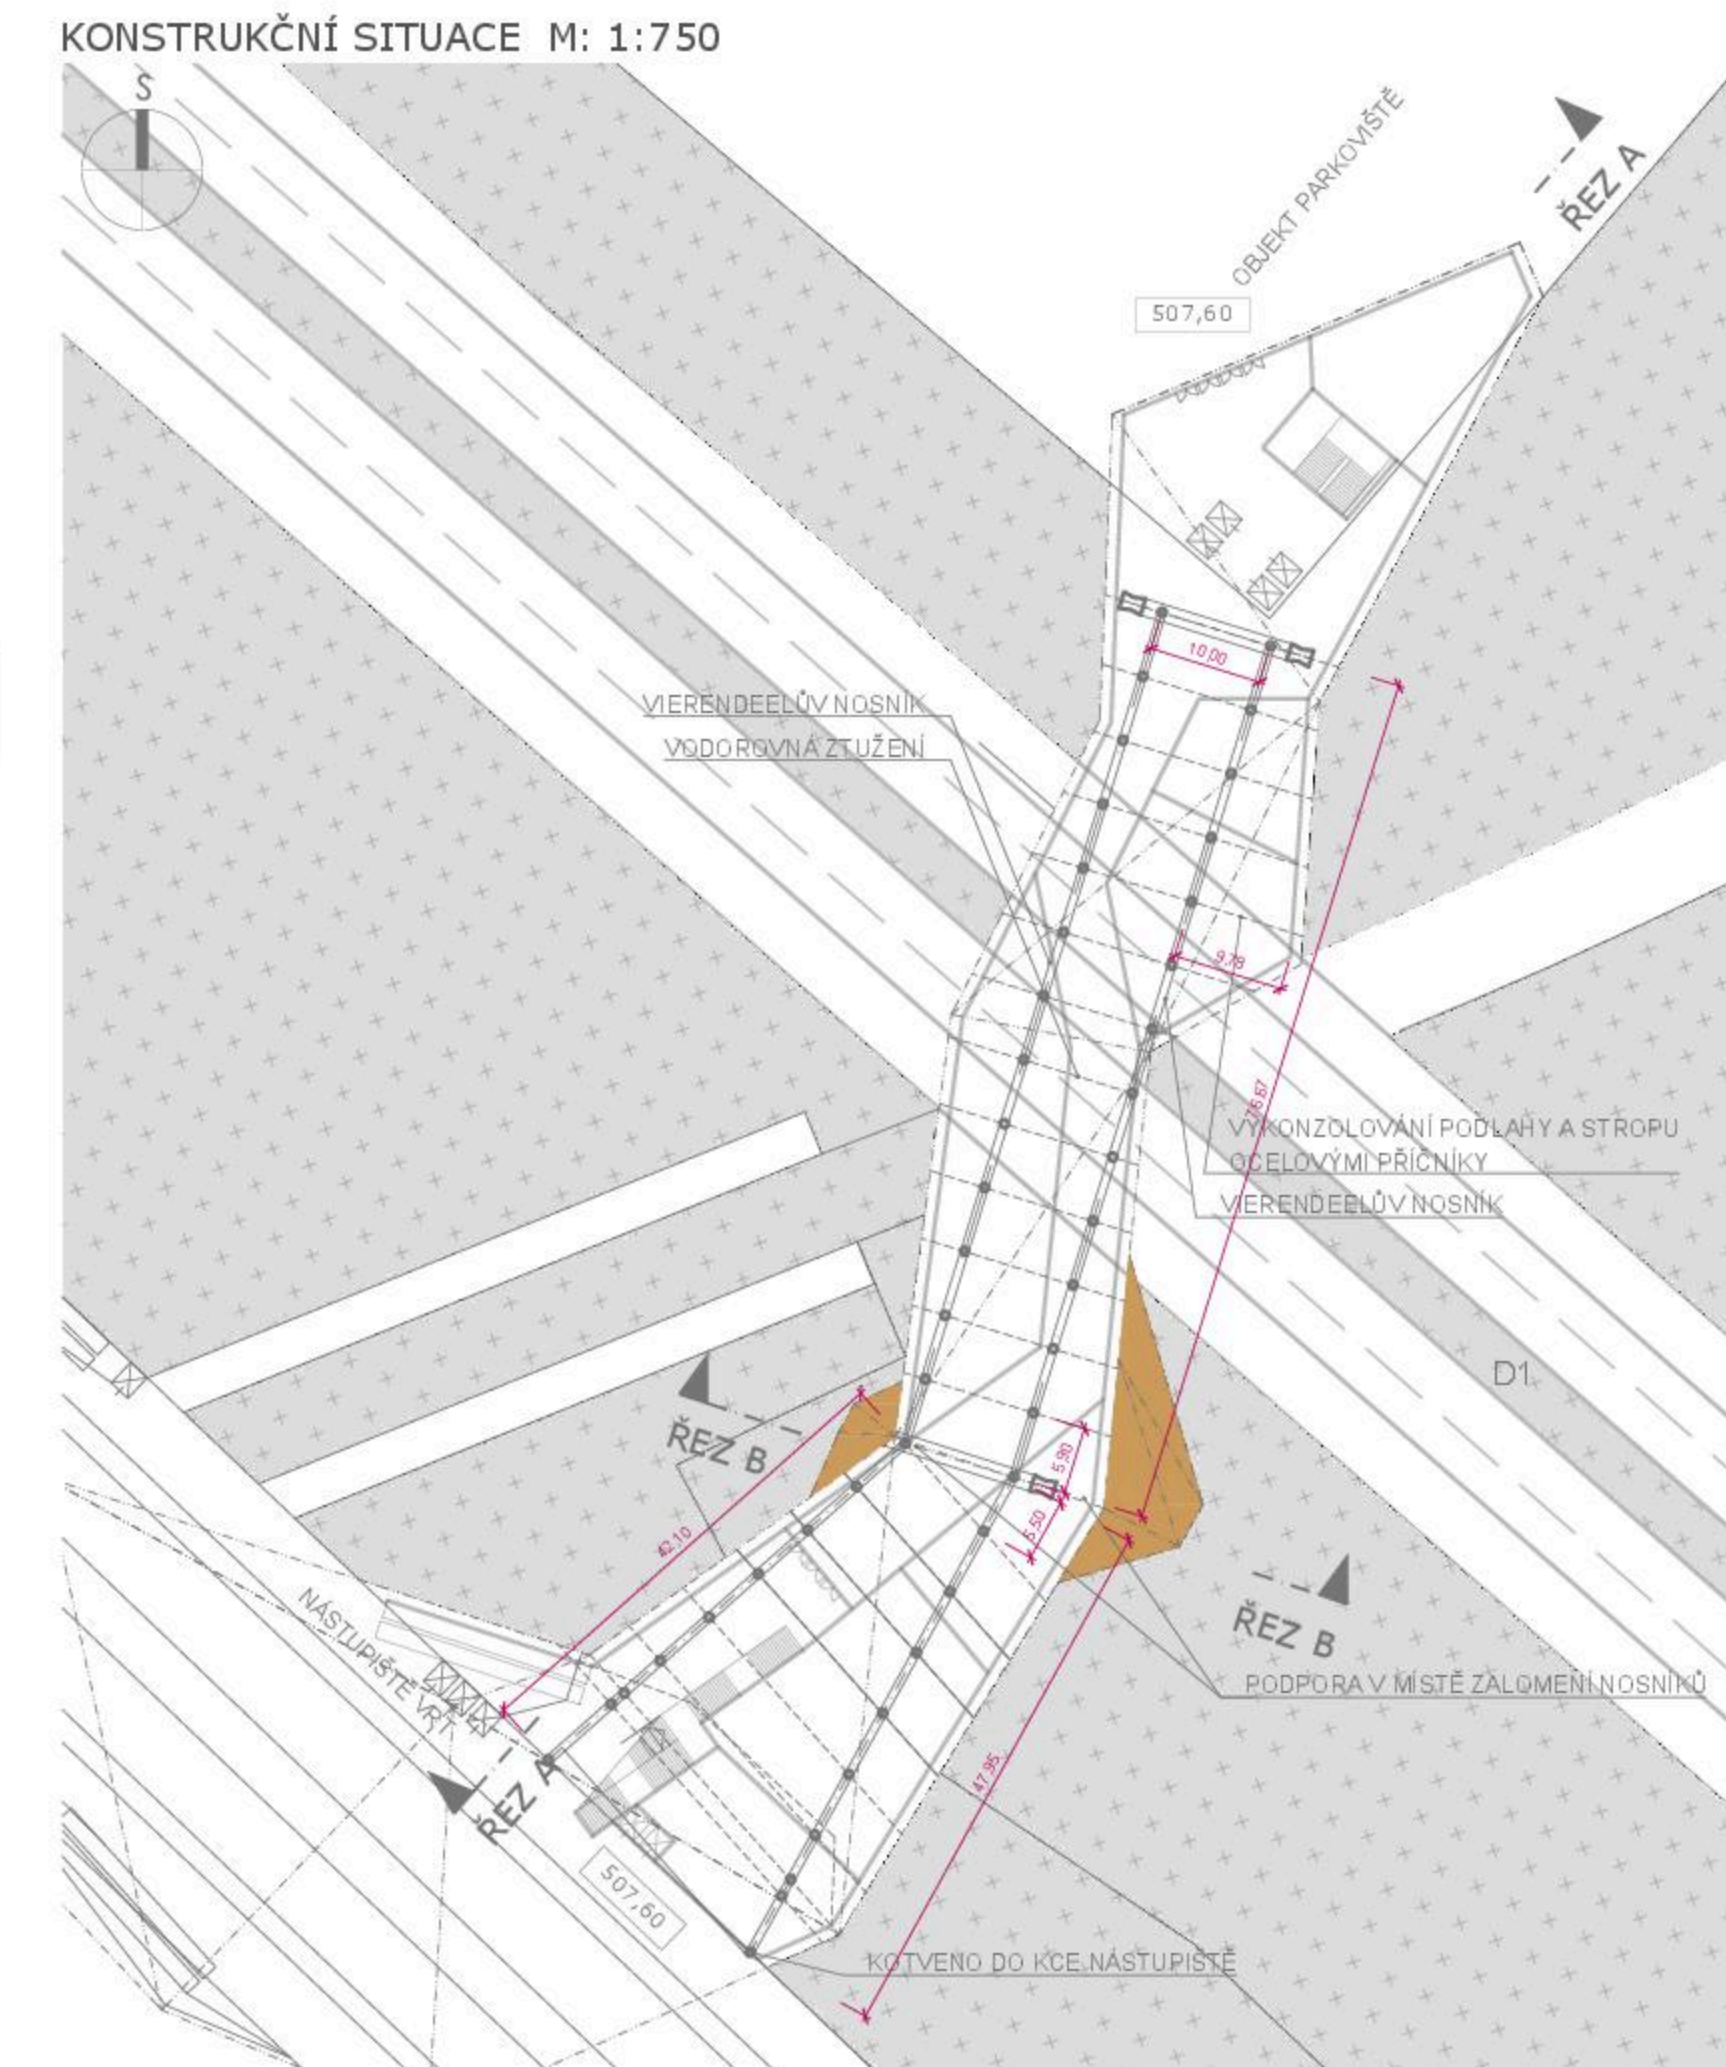 KONSTRUKČNÍ SITUACE M: 1:750
S
OBJEKT PARKOVIŠTĚ
ŘEZ A
507,60
10,00
VIERENDEELŮV NOSNÍK
VODOROVNÁ ZTUŽENÍ
9,78
VYKONZOLOVÁNÍ PODLAHY A STROPU
OCELOVÝMI PŘÍČNÍKY
VIERENDEELŮV NOSNÍK
D1
ŘEZ B
5,90
5,50
42,10
NÁSTUPIŠTĚ VRT
ŘEZ B
PODPORA V MÍSTĚ ZALOMENÍ NOSNÍKŮ
47,95
ŘEZ A
507,60
KOTVENO DO KCE NÁSTUPIŠTĚ